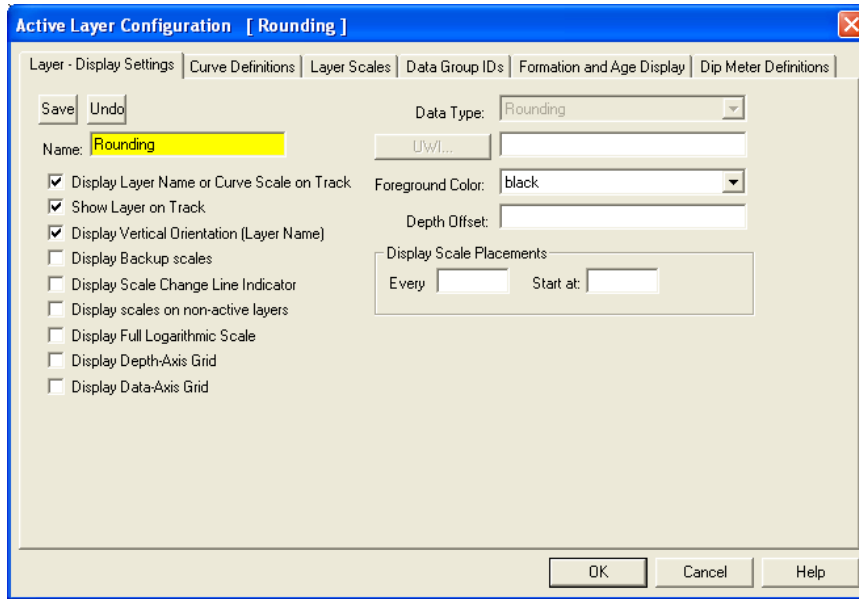 Active Layer Configuration [ Rounding ]
Layer - Display Settings Curve Definitions Layer Scales Data Group IDs Formation and Age Display Dip Meter Definitions
Save Undo
Name: Rounding
Display Layer Name or Curve Scale on Track
Show Layer on Track
Display Vertical Orientation (Layer Name)
Display Backup scales
Display Scale Change Line Indicator
Display scales on non-active layers
Display Full Logarithmic Scale
Display Depth-Axis Grid
Display Data-Axis Grid
Data Type: Rounding
UWI...
Foreground Color: black
Depth Offset:
Display Scale Placements
Every Start at:
OK Cancel Help